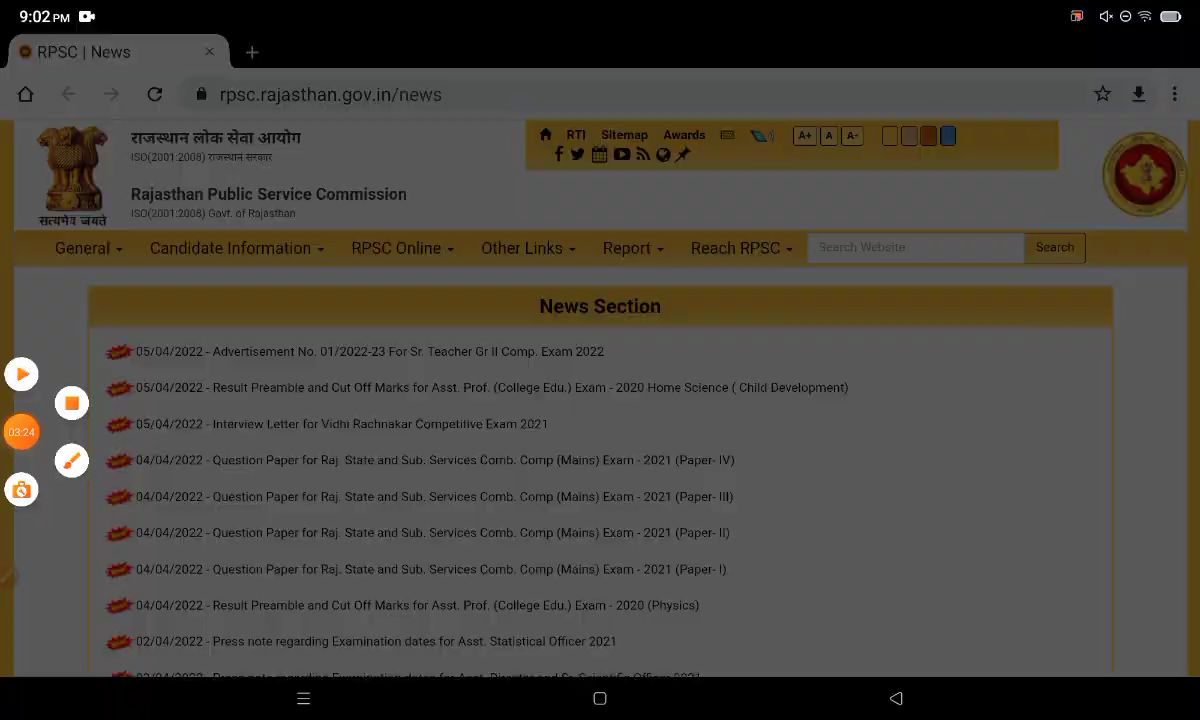 9:02 PM
RPSC | News
rpsc.rajasthan.gov.in/news
राजस्थान लोक सेवा आयोग
ISO(2001:2008) राजस्थान सरकार
Rajasthan Public Service Commission
ISO(2001:2008) Govt. of Rajasthan
सत्यमेव जयते
RTI Sitemap Awards A+ A A-
General Candidate Information RPSC Online Other Links Report Reach RPSC Search Website Search
News Section
05/04/2022 - Advertisement No. 01/2022-23 For Sr. Teacher Gr II Comp. Exam 2022
05/04/2022 - Result Preamble and Cut Off Marks for Asst. Prof. (College Edu.) Exam - 2020 Home Science ( Child Development)
05/04/2022 - Interview Letter for Vidhi Rachnakar Competitive Exam 2021
04/04/2022 - Question Paper for Raj. State and Sub. Services Comb. Comp (Mains) Exam - 2021 (Paper- IV)
04/04/2022 - Question Paper for Raj. State and Sub. Services Comb. Comp (Mains) Exam - 2021 (Paper- III)
04/04/2022 - Question Paper for Raj. State and Sub. Services Comb. Comp (Mains) Exam - 2021 (Paper- II)
04/04/2022 - Question Paper for Raj. State and Sub. Services Comb. Comp (Mains) Exam - 2021 (Paper- I)
04/04/2022 - Result Preamble and Cut Off Marks for Asst. Prof. (College Edu.) Exam - 2020 (Physics)
02/04/2022 - Press note regarding Examination dates for Asst. Statistical Officer 2021
03:24